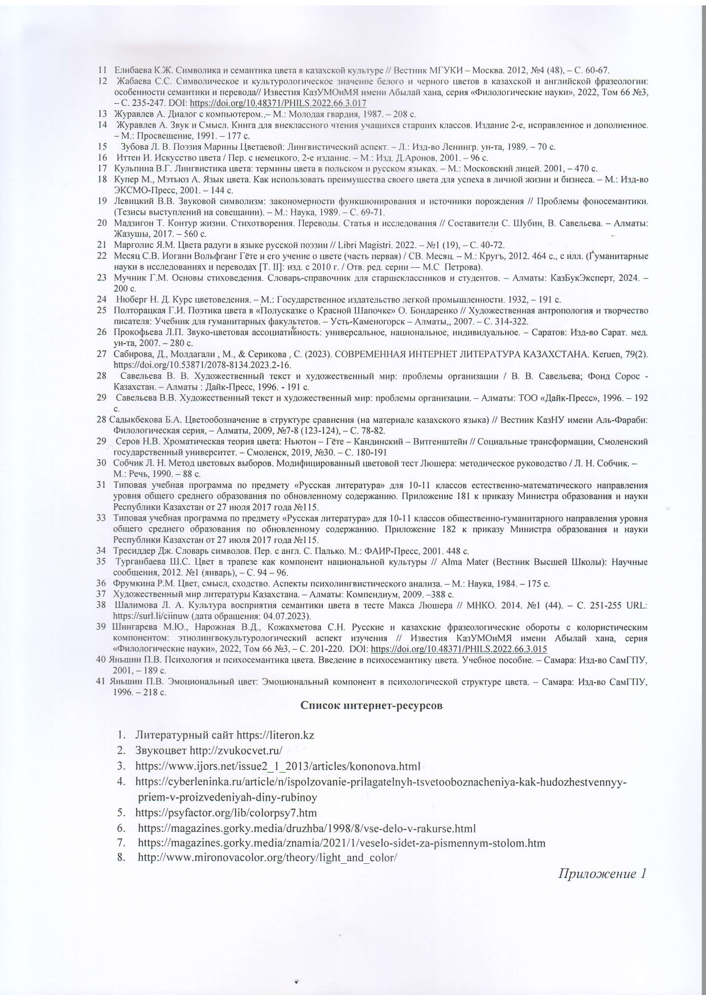 11 Елибаева К.Ж. Символика и семантика цвета в казахской культуре // Вестник МГУКИ – Москва. 2012, №4 (48), – С. 60-67.
12 Жабаева С.С. Символическое и культурологическое значение белого и черного цветов в казахской и английской фразеологии:
особенности семантики и перевода// Известия КазУМОиМЯ имени Абылай хана, серия «Филологические науки», 2022, Том 66 №3,
– С. 235-247. DOI: https://doi.org/10.48371/PHILS.2022.66.3.017
13 Журавлев А. Диалог с компьютером..– М.: Молодая гвардия, 1987. – 208 с.
14 Журавлев А. Звук и Смысл. Книга для внеклассного чтения учащихся старших классов. Издание 2-е, исправленное и дополненное.
– М.: Просвещение, 1991. – 177 с.
15 Зубова Л. В. Поэзия Марины Цветаевой: Лингвистический аспект. – Л.: Изд-во Ленингр. ун-та, 1989. – 70 с.
16 Иттен И. Искусство цвета / Пер. с немецкого, 2-е издание. – М.: Изд. Д.Аронов, 2001. – 96 с.
17 Кульпина В.Г. Лингвистика цвета: термины цвета в польском и русском языках. – М.: Московский лицей. 2001, – 470 с.
18 Купер М., Мэтьюз А. Язык цвета. Как использовать преимущества своего цвета для успеха в личной жизни и бизнеса. – М.: Изд-во
ЭКСМО-Пресс, 2001. – 144 с.
19 Левицкий В.В. Звуковой символизм: закономерности функционирования и источники порождения // Проблемы фоносемантики.
(Тезисы выступлений на совещании). – М.: Наука, 1989. – С. 69-71.
20 Мадзигон Т. Контур жизни. Стихотворения. Переводы. Статья и исследования // Составители С. Шубин, В. Савельева. – Алматы:
Жазушы, 2017. – 560 с.
21 Марголис Я.М. Цвета радуги в языке русской поэзии // Libri Magistri. 2022. – №1 (19), – С. 40-72.
22 Месяц С.В. Иоганн Вольфганг Гёте и его учение о цвете (часть первая) / СВ. Месяц. – М.: Кругъ, 2012. 464 с., с илл. (Гуманитарные
науки в исследованиях и переводах [Т. II]: изд. с 2010 г. / Отв. ред. серии — М.С Петрова).
23 Мучник Г.М. Основы стиховедения. Словарь-справочник для старшеклассников и студентов. – Алматы: КазБукЭксперт, 2024. –
200 с.
24 Нюберг Н. Д. Курс цветоведения. – М.: Государственное издательство легкой промышленности. 1932, – 191 с.
25 Полторацкая Г.И. Поэтика цвета в «Полусказке о Красной Шапочке» О. Бондаренко // Художественная антропология и творчество
писателя: Учебник для гуманитарных факультетов. – Усть-Каменогорск – Алматы,, 2007. – С. 314-322.
26 Прокофьева Л.П. Звуко-цветовая ассоциативность: универсальное, национальное, индивидуальное. – Саратов: Изд-во Сарат. мед.
ун-та, 2007. – 280 с.
27 Сабирова, Д., Молдагали , М., & Серикова , С. (2023). СОВРЕМЕННАЯ ИНТЕРНЕТ ЛИТЕРАТУРА КАЗАХСТАНА. Keruen, 79(2).
https://doi.org/10.53871/2078-8134.2023.2-16.
28 Савельева В. В. Художественный текст и художественный мир: проблемы организации / В. В. Савельева; Фонд Сорос -
Казахстан. – Алматы : Дайк-Пресс, 1996. - 191 с.
29 Савельева В.В. Художественный текст и художественный мир: проблемы организации. – Алматы: ТОО «Дайк-Пресс», 1996. – 192
с.
28 Садыкбекова Б.А. Цветообозначение в структуре сравнения (на материале казахского языка) // Вестник КазНУ имени Аль-Фараби:
Филологическая серия, – Алматы, 2009, №7-8 (123-124), – С. 78-82.
29 Серов Н.В. Хроматическая теория цвета: Ньютон – Гёте – Кандинский – Витгенштейн // Социальные трансформации, Смоленский
государственный университет. – Смоленск, 2019, №30. – С. 180-191
30 Собчик Л. Н. Метод цветовых выборов. Модифицированный цветовой тест Люшера: методическое руководство / Л. Н. Собчик. –
М.: Речь, 1990. – 88 с.
31 Типовая учебная программа по предмету «Русская литература» для 10-11 классов естественно-математического направления
уровня общего среднего образования по обновленному содержанию. Приложение 181 к приказу Министра образования и науки
Республики Казахстан от 27 июля 2017 года №115.
33 Типовая учебная программа по предмету «Русская литература» для 10-11 классов общественно-гуманитарного направления уровня
общего среднего образования по обновленному содержанию. Приложение 182 к приказу Министра образования и науки
Республики Казахстан от 27 июля 2017 года №115.
34 Тресиддер Дж. Словарь символов. Пер. с англ. С. Палько. М.: ФАИР-Пресс, 2001. 448 с.
35 Турганбаева Ш.С. Цвет в трапезе как компонент национальной культуры // Alma Mater (Вестник Высшей Школы): Научные
сообщения, 2012. №1 (январь), – С. 94 – 96.
36 Фрумкина Р.М. Цвет, смысл, сходство. Аспекты психолингвистического анализа. – М.: Наука, 1984. – 175 с.
37 Художественный мир литературы Казахстана. – Алматы: Компендиум, 2009. –388 с.
38 Шалимова Л. А. Культура восприятия семантики цвета в тесте Макса Люшера // МНКО. 2014. №1 (44). – С. 251-255 URL:
https://surl.li/ciinuw (дата обращения: 04.07.2023).
39 Шингарева М.Ю., Нарожная В.Д., Кожахметова С.Н. Русские и казахские фразеологические обороты с колористическим
компонентом: этнолингвокультурологический аспект изучения // Известия КазУМОиМЯ имени Абылай хана, серия
«Филологические науки», 2022, Том 66 №3, – С. 201-220. DOI: https://doi.org/10.48371/PHILS.2022.66.3.015
40 Яньшин П.В. Психология и психосемантика цвета. Введение в психосемантику цвета. Учебное пособие. – Самара: Изд-во СамГПУ,
2001, – 189 с.
41 Яньшин П.В. Эмоциональный цвет: Эмоциональный компонент в психологической структуре цвета. – Самара: Изд-во СамГПУ,
1996. – 218 с.
Список интернет-ресурсов
1. Литературный сайт https://literon.kz
2. Звукоцвет http://zvukocvet.ru/
3. https://www.ijors.net/issue2_1_2013/articles/kononova.html
4. https://cyberleninka.ru/article/n/ispolzovanie-prilagatelnyh-tsvetooboznacheniya-kak-hudozhestvennyy-
priem-v-proizvedeniyah-diny-rubinoy
5. https://psyfactor.org/lib/colorpsy7.htm
6. https://magazines.gorky.media/druzhba/1998/8/vse-delo-v-rakurse.html
7. https://magazines.gorky.media/znamia/2021/1/veselo-sidet-za-pismennym-stolom.htm
8. http://www.mironovacolor.org/theory/light_and_color/
Приложение 1